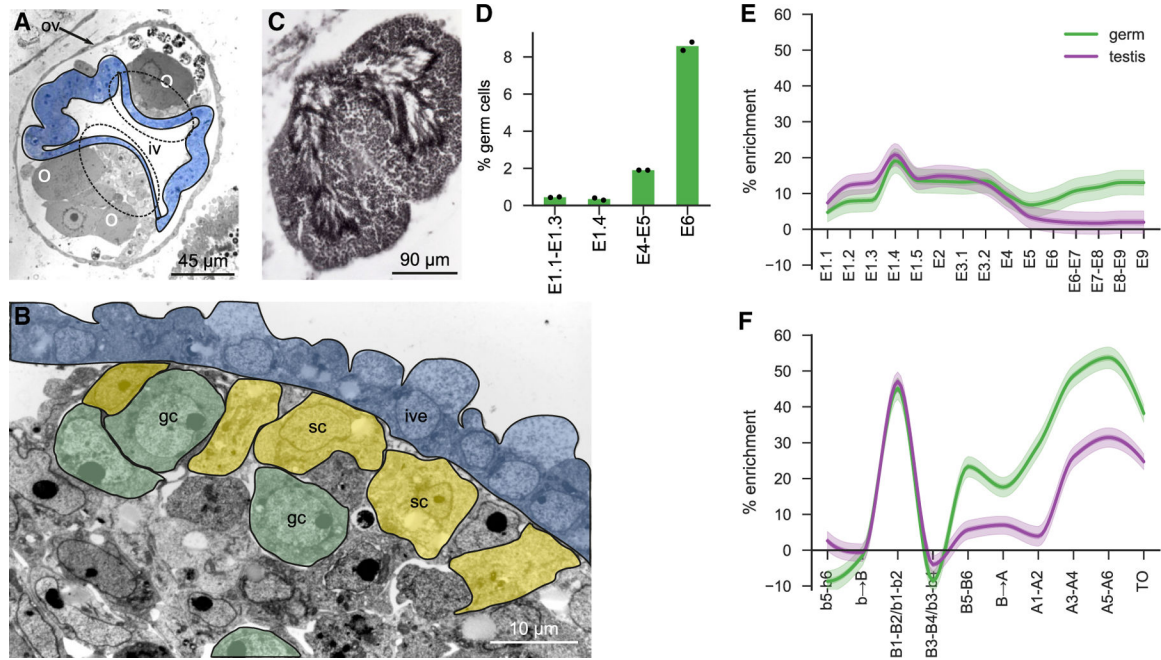 A
ov
O
iv
O
O
45 µm
C
90 µm
D
% germ cells
8
6
4
2
0
E1.1-E1.3
E1.4
E4-E5
E6
E
% enrichment
60
50
40
30
20
10
0
−10
germ
testis
E1.1
E1.2
E1.3
E1.4
E1.5
E2
E3.1
E3.2
E4
E5
E6
E6-E7
E7-E8
E8-E9
E9
B
gc
sc
ive
gc
sc
10 µm
F
% enrichment
60
50
40
30
20
10
0
−10
b5-b6
b→B
B1-B2/b1-b2
B3-B4/b3-b4
B5-B6
B→A
A1-A2
A3-A4
A5-A6
TO